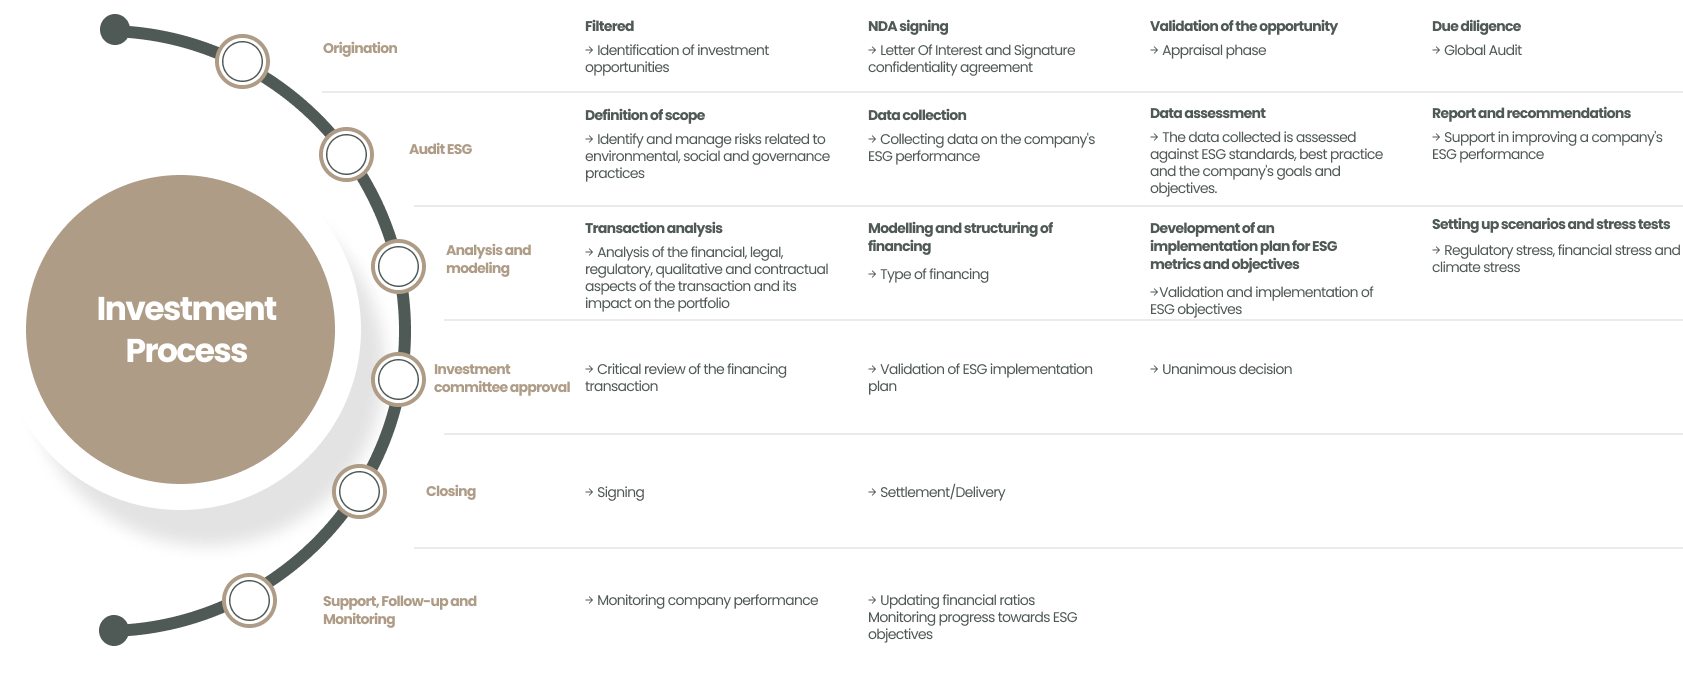 Investment
Process
Origination
Filtered
→ Identification of investment
opportunities
NDA signing
→ Letter Of Interest and Signature
confidentiality agreement
Validation of the opportunity
→ Appraisal phase
Due diligence
→ Global Audit
Audit ESG
Definition of scope
→ Identify and manage risks related to
environmental, social and governance
practices
Data collection
→ Collecting data on the company's
ESG performance
Data assessment
→ The data collected is assessed
against ESG standards, best practice
and the company's goals and
objectives.
Report and recommendations
→ Support in improving a company's
ESG performance
Analysis and
modeling
Transaction analysis
→ Analysis of the financial, legal,
regulatory, qualitative and contractual
aspects of the transaction and its
impact on the portfolio
Modelling and structuring of
financing
→ Type of financing
Development of an
implementation plan for ESG
metrics and objectives
→Validation and implementation of
ESG objectives
Setting up scenarios and stress tests
→ Regulatory stress, financial stress and
climate stress
Investment
committee approval
→ Critical review of the financing
transaction
→ Validation of ESG implementation
plan
→ Unanimous decision
Closing
→ Signing
→ Settlement/Delivery
Support, Follow-up and
Monitoring
→ Monitoring company performance
→ Updating financial ratios
Monitoring progress towards ESG
objectives